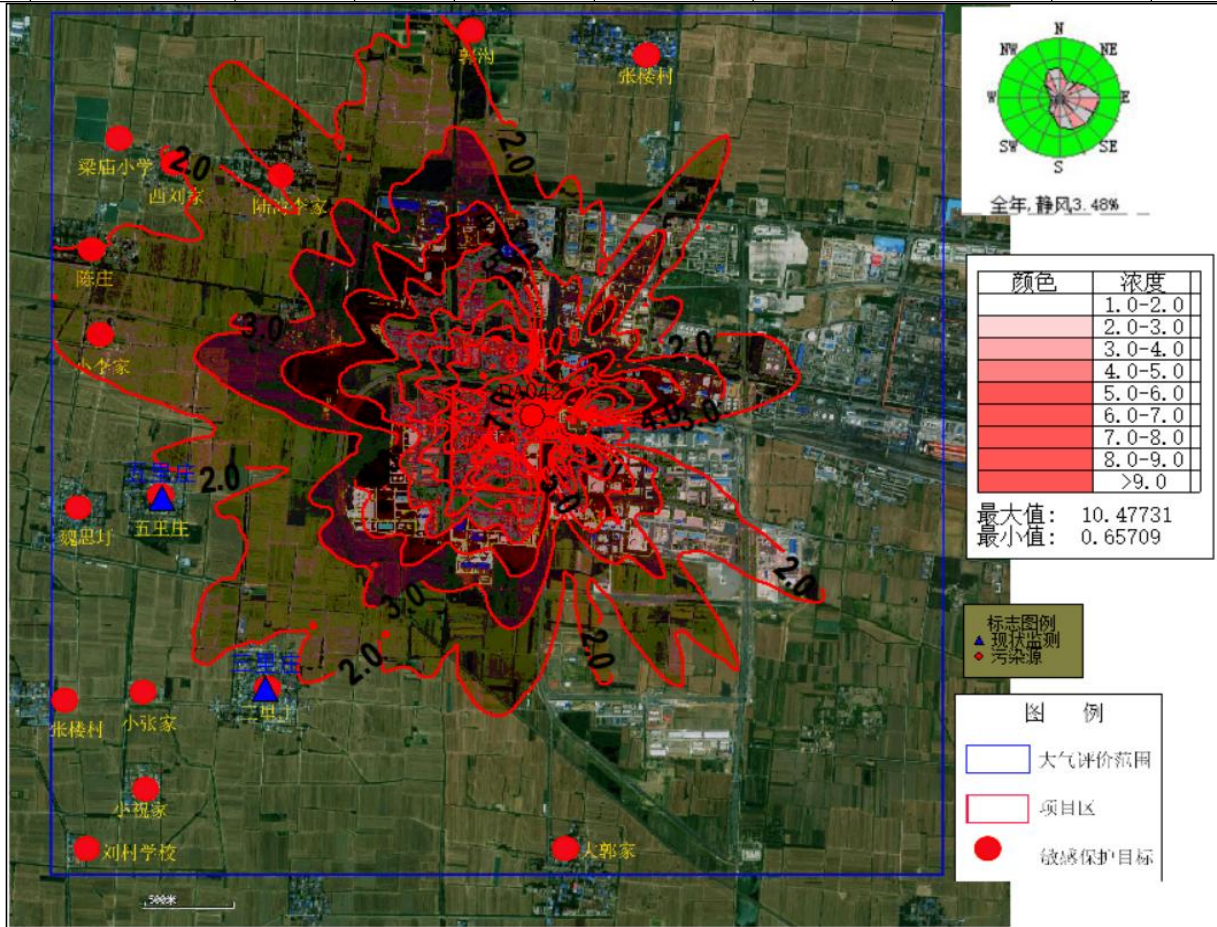 郭沟
张楼村
梁庙小学
2.0
西刘家
2.0
陈庄
小李家
3.0
2.0
4.0
3.0
五里庄
2.0
五里庄
魏思圩
3.0
2.0
2.0
2.0
三里庄
张楼村
小张家
小祝家
刘村学校
大郭家
500米
N
NW
NE
W
E
SW
SE
S
全年,静风3.48%
颜色 浓度
1.0-2.0
2.0-3.0
3.0-4.0
4.0-5.0
5.0-6.0
6.0-7.0
7.0-8.0
8.0-9.0
>9.0
最大值: 10.47731
最小值: 0.65709
标志图例
现状监测
污染源
图 例
大气评价范围
项目区
敏感保护目标